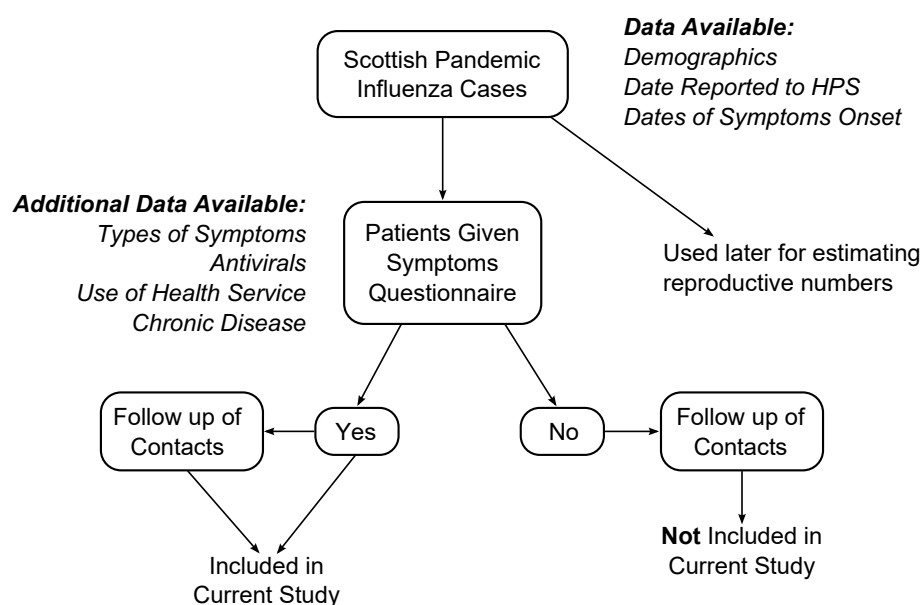 Scottish Pandemic
Influenza Cases
Data Available:
Demographics
Date Reported to HPS
Dates of Symptoms Onset
Additional Data Available:
Types of Symptoms
Antivirals
Use of Health Service
Chronic Disease
Patients Given
Symptoms
Questionnaire
Used later for estimating
reproductive numbers
Follow up of
Contacts
Yes
No
Follow up of
Contacts
Included in
Current Study
Not Included in
Current Study